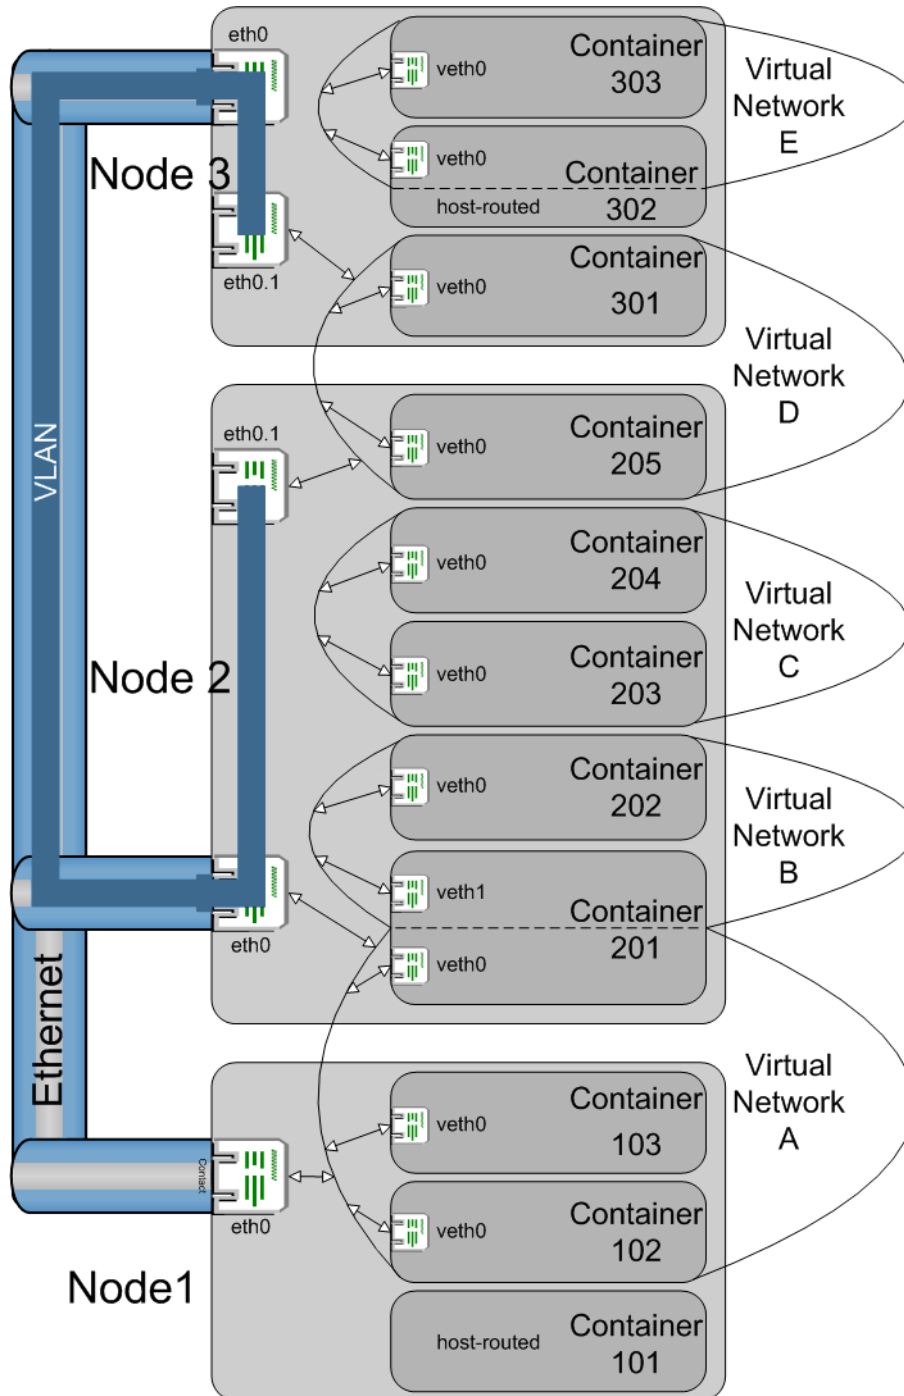 eth0
Node 3
eth0.1
veth0
Container
303
veth0
Container
302
host-routed
veth0
Container
301
Virtual
Network
E
Virtual
Network
D
VLAN
eth0.1
Node 2
eth0
veth0
Container
205
veth0
Container
204
veth0
Container
203
veth0
Container
202
veth1
Container
201
veth0
Virtual
Network
C
Virtual
Network
B
Ethernet
Contact
eth0
Node1
veth0
Container
103
veth0
Container
102
host-routed
Container
101
Virtual
Network
A